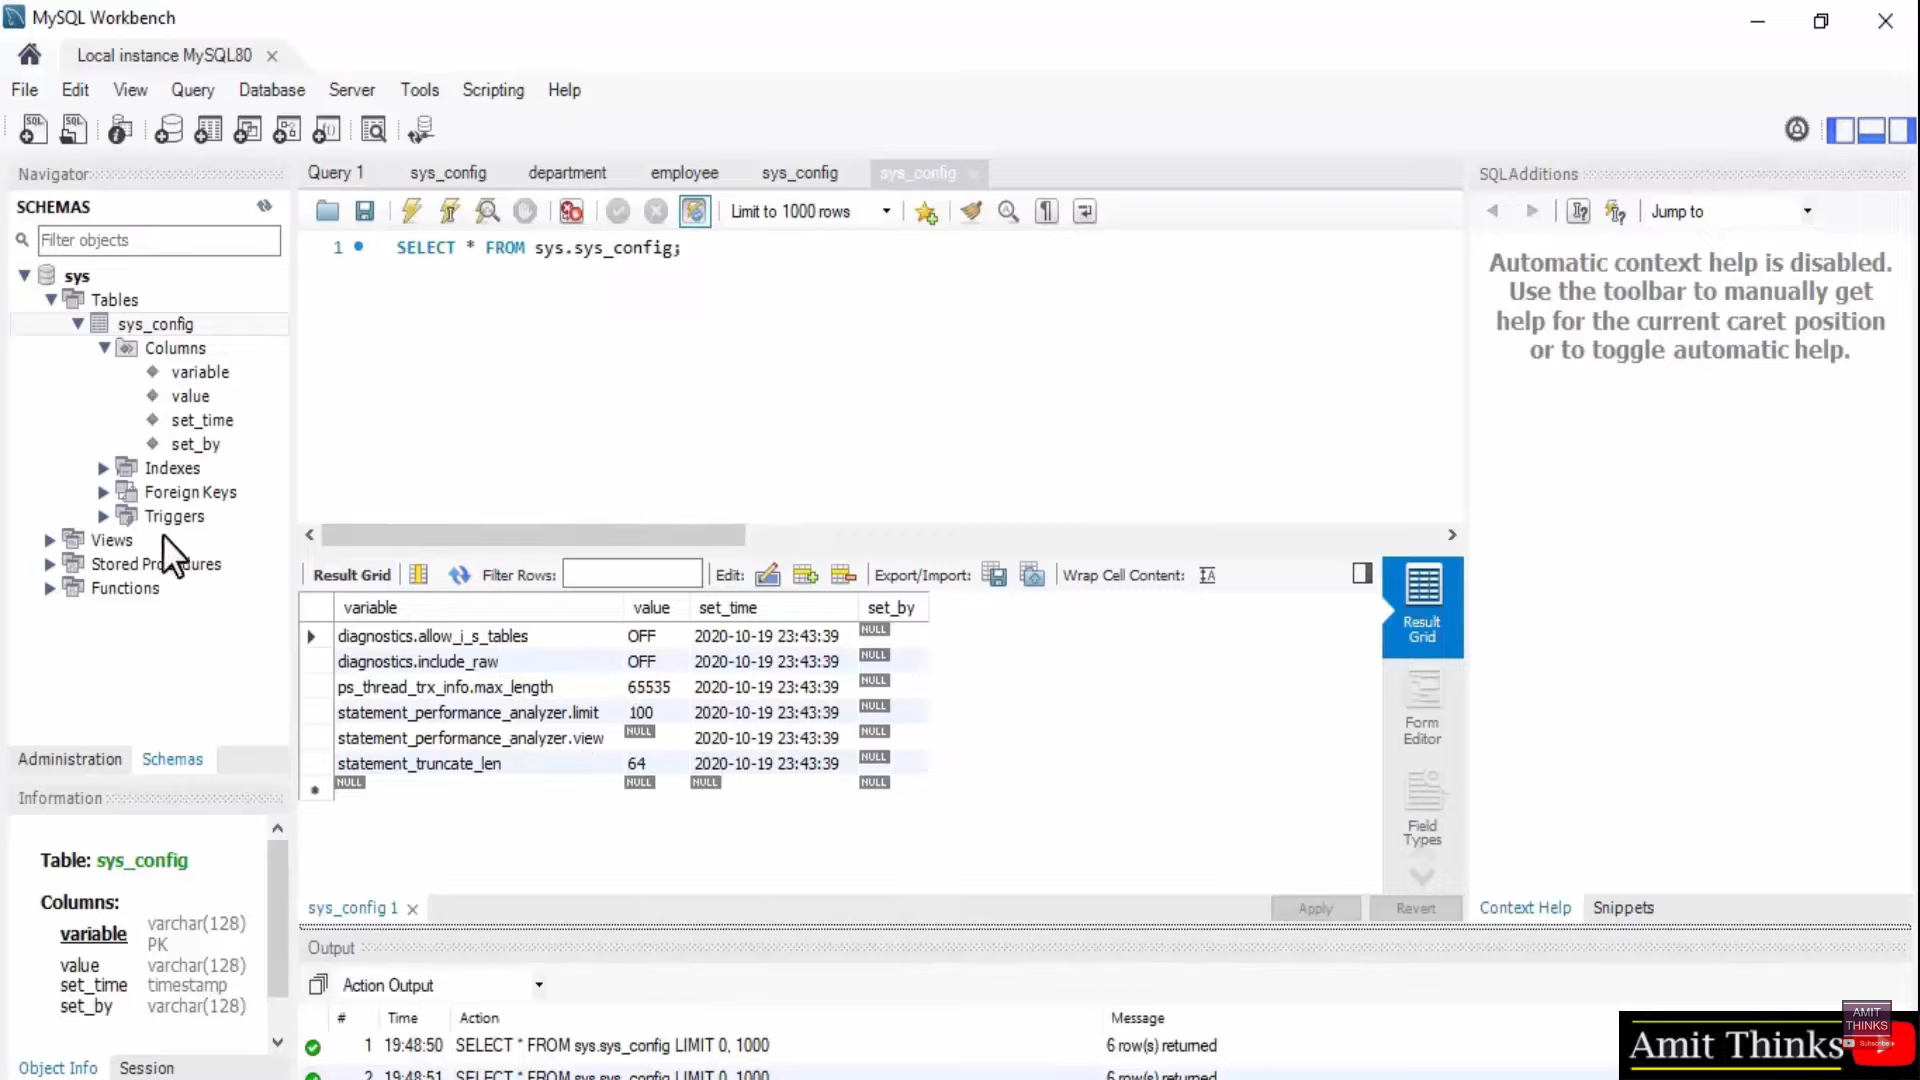 MySQL Workbench
Local instance MySQL80
File Edit View Query Database Server Tools Scripting Help
Navigator
SCHEMAS
Filter objects
sys
Tables
sys_config
Columns
variable
value
set_time
set_by
Indexes
Foreign Keys
Triggers
Views
Stored Procedures
Functions
Administration Schemas
Information
Table: sys_config
Columns:
variable varchar(128)
PK
value varchar(128)
set_time timestamp
set_by varchar(128)
Object Info Session
Query 1 sys_config department employee sys_config sys_config
Limit to 1000 rows
1 SELECT * FROM sys.sys_config;
Result Grid Filter Rows: Edit: Export/Import: Wrap Cell Content:
variable value set_time set_by
diagnostics.allow_i_s_tables OFF 2020-10-19 23:43:39 NULL
diagnostics.include_raw OFF 2020-10-19 23:43:39 NULL
ps_thread_trx_info.max_length 65535 2020-10-19 23:43:39 NULL
statement_performance_analyzer.limit 100 2020-10-19 23:43:39 NULL
statement_performance_analyzer.view NULL 2020-10-19 23:43:39 NULL
statement_truncate_len 64 2020-10-19 23:43:39 NULL
NULL NULL NULL NULL
Result
Grid
Form
Editor
Field
Types
sys_config 1
Apply Revert
Output
Action Output
# Time Action Message
1 19:48:50 SELECT * FROM sys.sys_config LIMIT 0, 1000 6 row(s) returned
2 19:48:51 SELECT * FROM sys.sys_config LIMIT 0, 1000 6 row(s) returned
SQLAdditions
Jump to
Automatic context help is disabled.
Use the toolbar to manually get
help for the current caret position
or to toggle automatic help.
Context Help Snippets
AMIT
THINKS
Subscribe
Amit Thinks